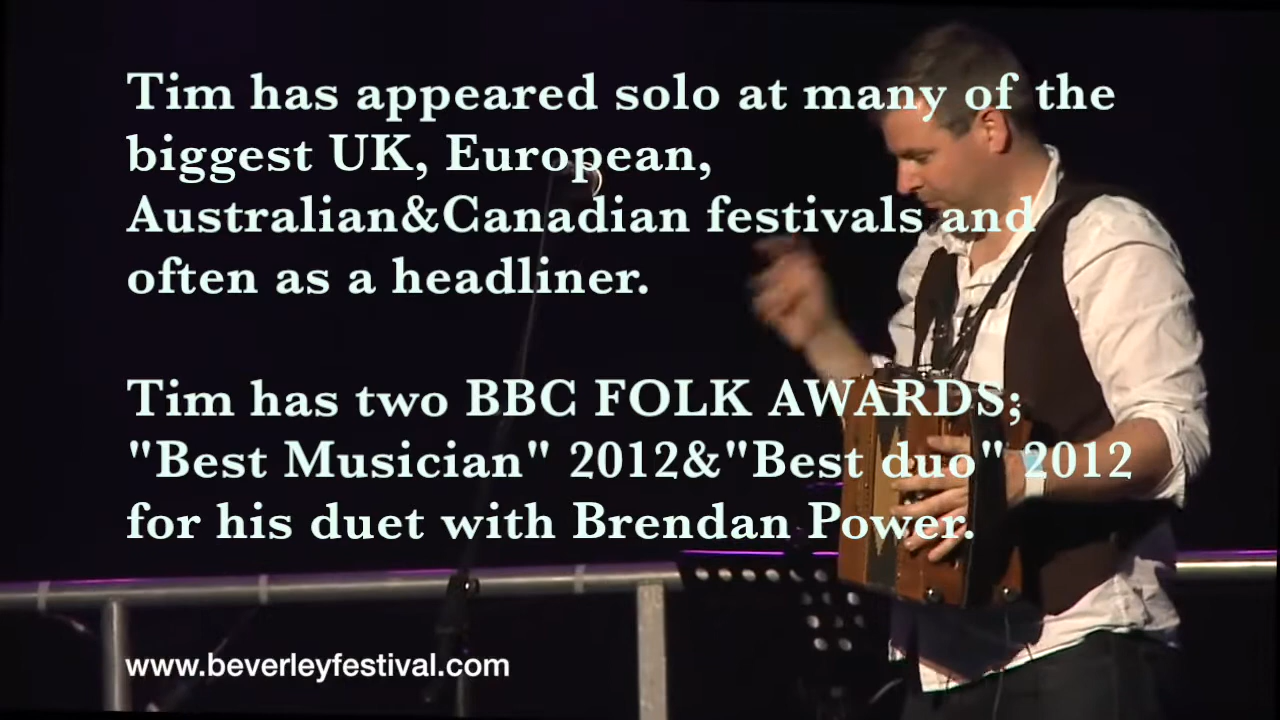 Tim has appeared solo at many of the
biggest UK, European,
Australian&Canadian festivals and
often as a headliner.
Tim has two BBC FOLK AWARDS;
"Best Musician" 2012&"Best duo" 2012
for his duet with Brendan Power.
www.beverleyfestival.com